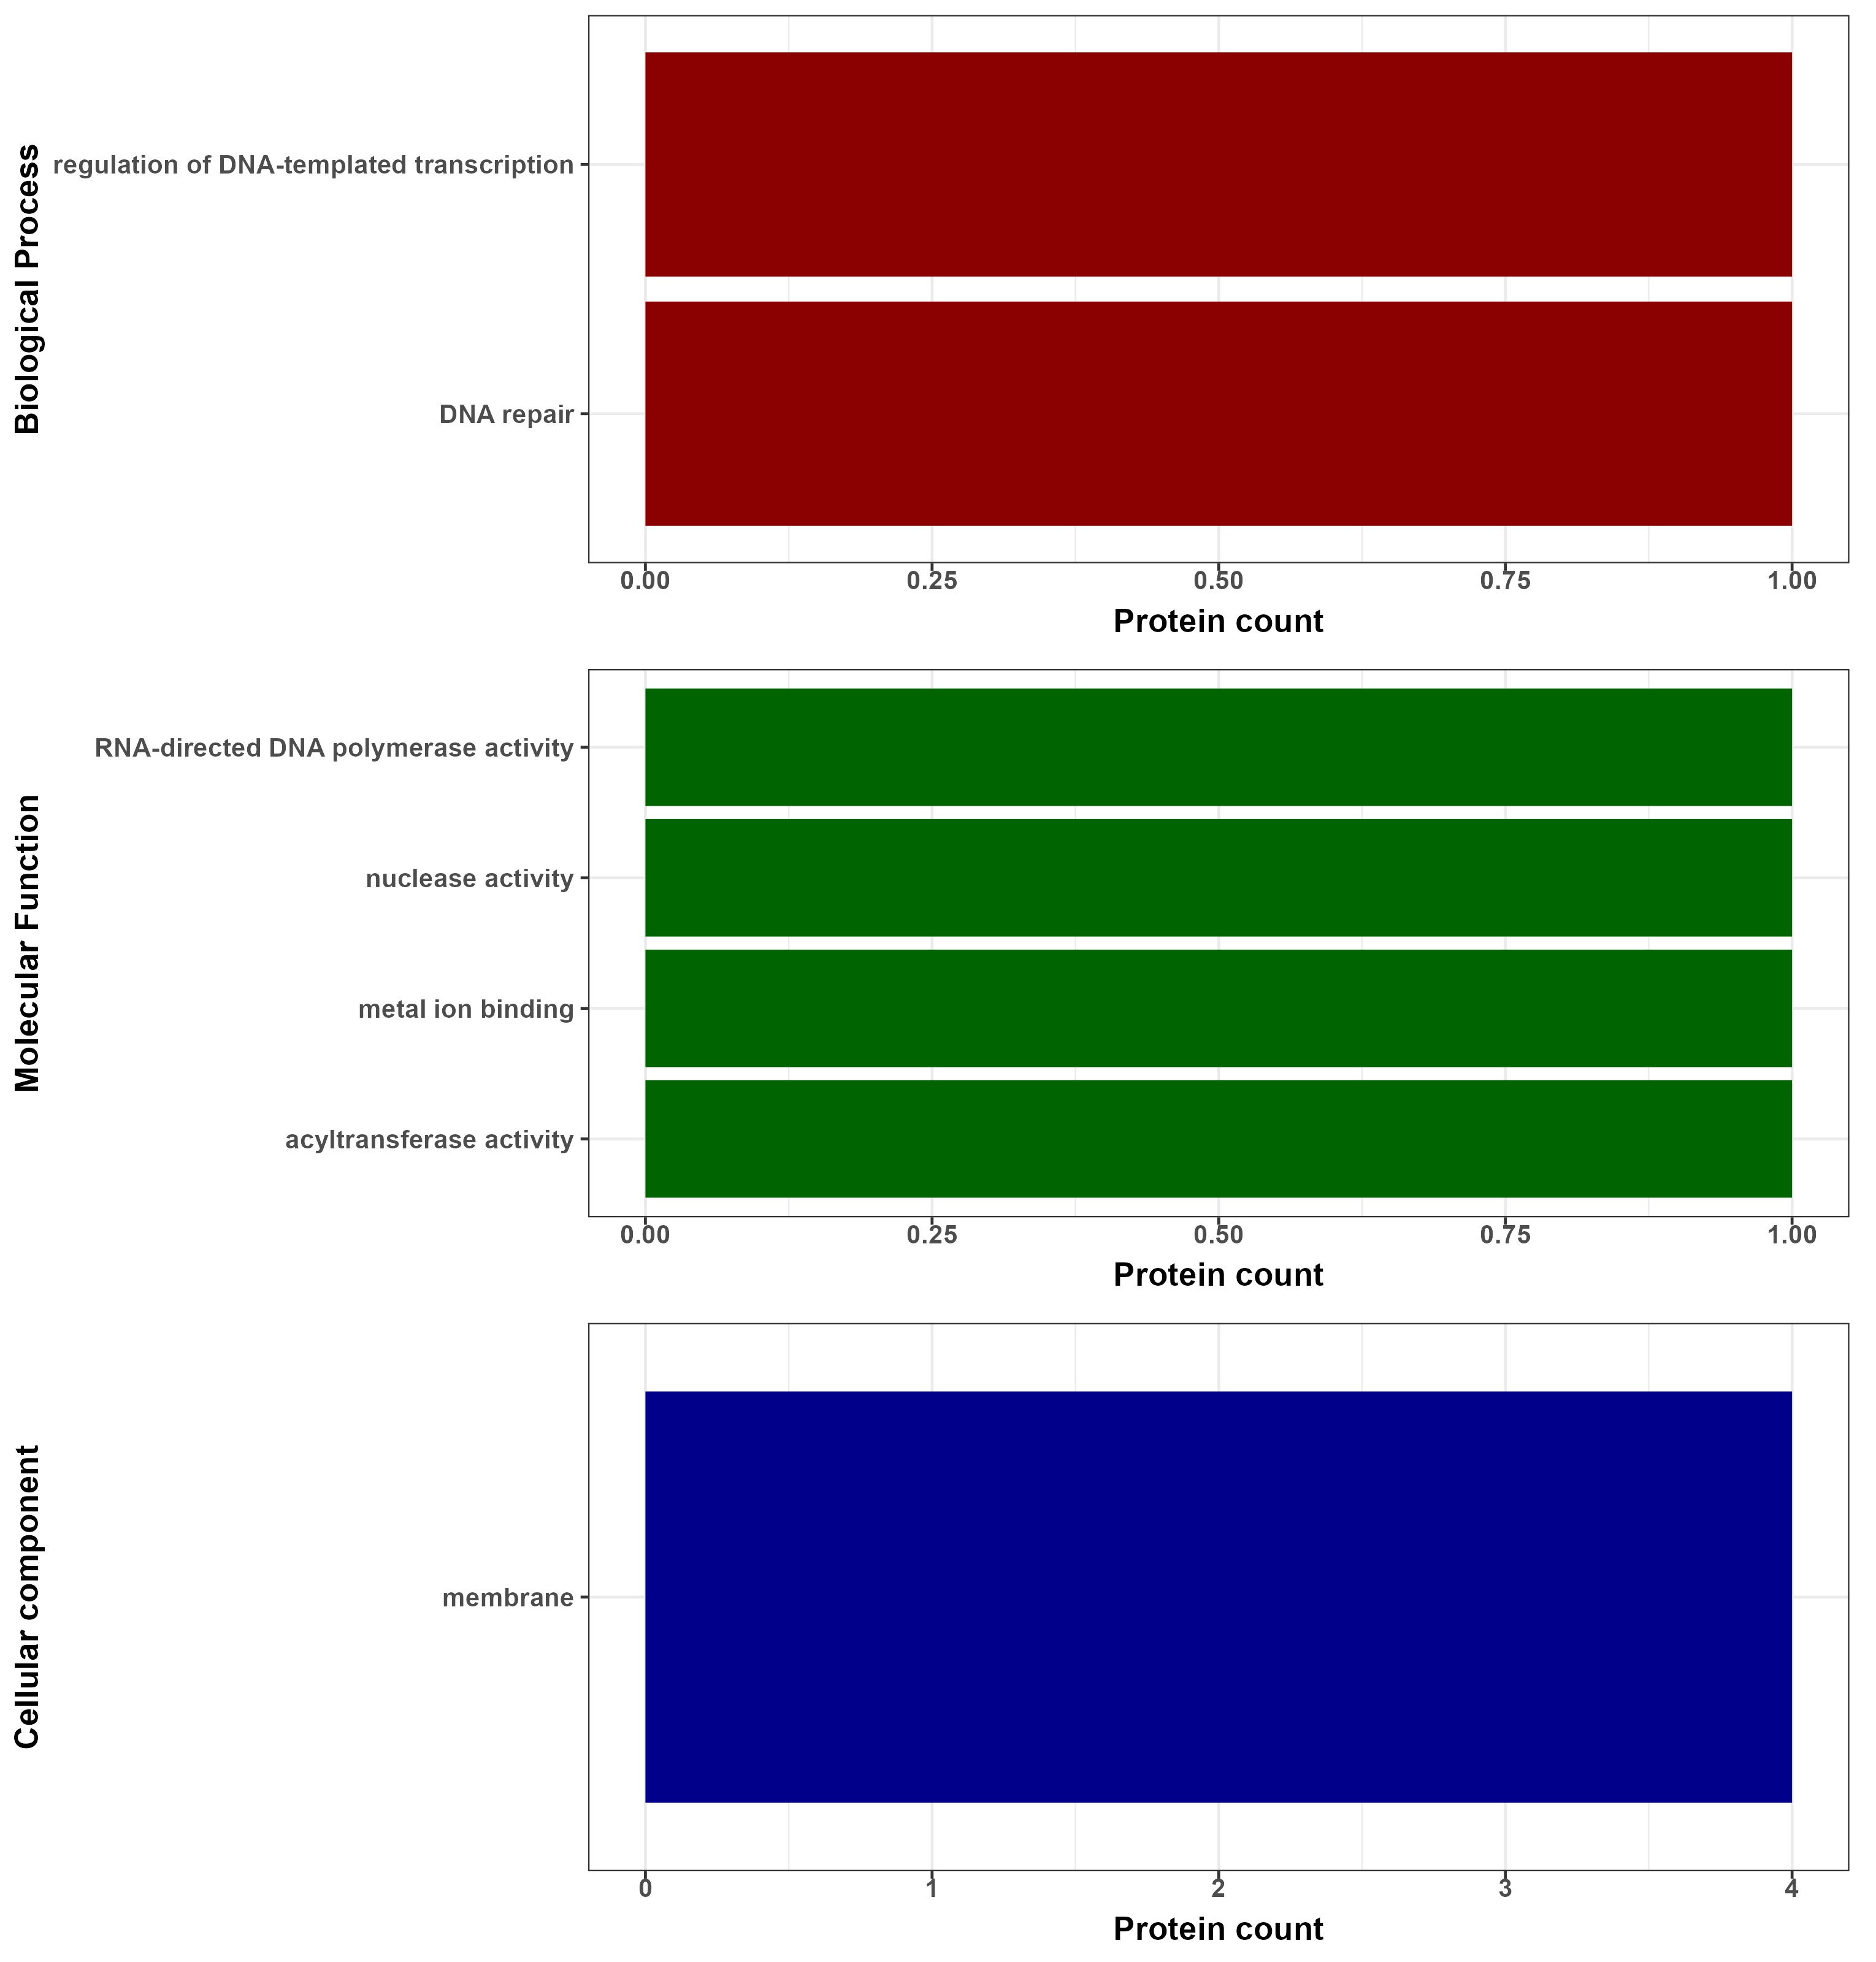 Biological Process
regulation of DNA-templated transcription
DNA repair
0.00 0.25 0.50 0.75 1.00
Protein count
Molecular Function
RNA-directed DNA polymerase activity
nuclease activity
metal ion binding
acyltransferase activity
0.00 0.25 0.50 0.75 1.00
Protein count
Cellular component
membrane
0 1 2 3 4
Protein count